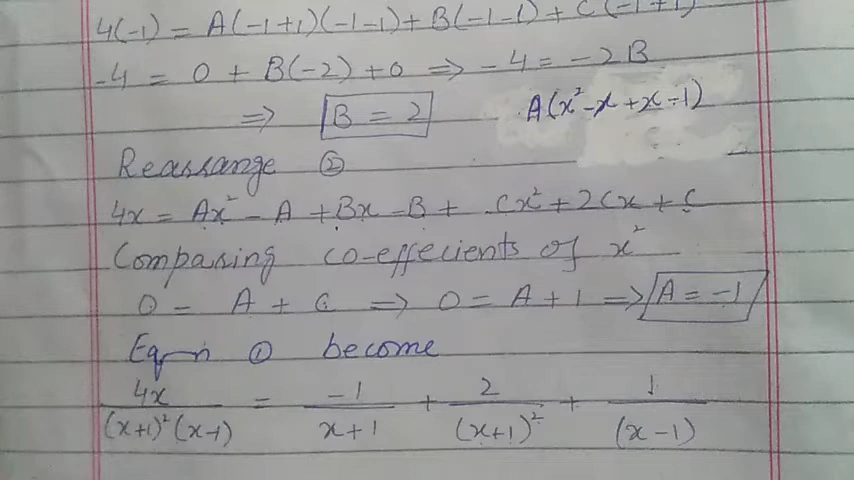 4(-1) = A(-1+1)(-1-1)+B(-1-1)+C(-1+1)
-4 = 0 + B(-2)+0 ⇒ -4 = -2B
⇒ B = 2
A(x²-x+x-1)
Rearrange ②
4x = Ax² - A + Bx - B + Cx² + 2Cx + C
Comparing co-effecients of x²
0 = A + C ⇒ 0 = A + 1 ⇒ A = -1
Eqn ① become
4x/(x+1)²(x-1) = -1/x+1 + 2/(x+1)² + 1/(x-1)